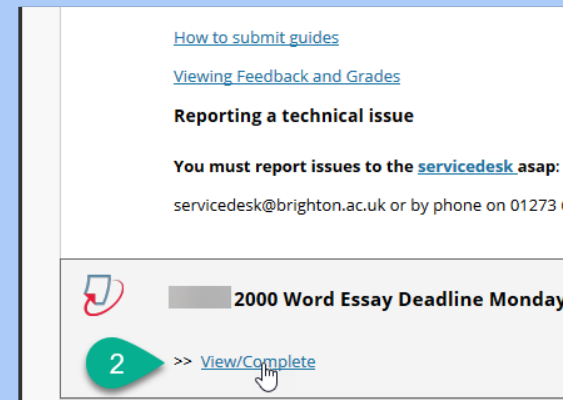 How to submit guides
Viewing Feedback and Grades
Reporting a technical issue
You must report issues to the servicedesk asap:
servicedesk@brighton.ac.uk or by phone on 01273
2000 Word Essay Deadline Monday
2 >> View/Complete